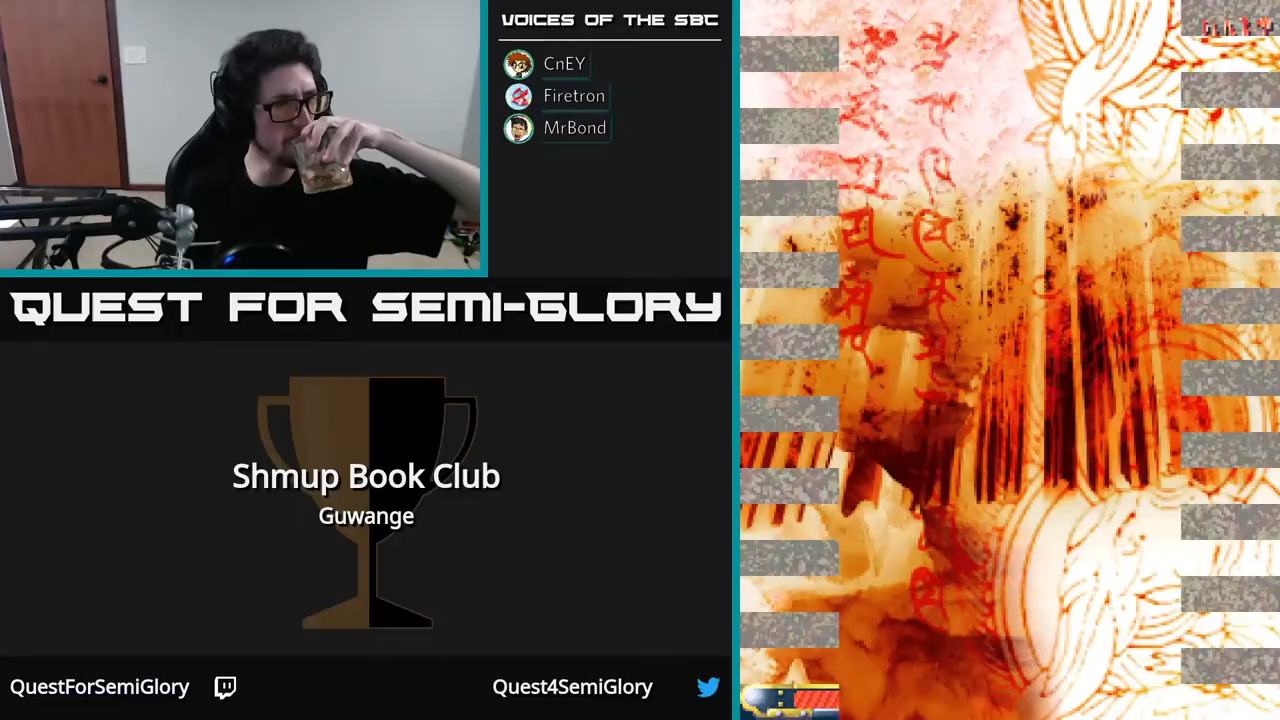 VOICES OF THE SBC
CnEY
Firetron
MrBond
QUEST FOR SEMI-GLORY
Shmup Book Club
Guwange
QuestForSemiGlory
Quest4SemiGlory